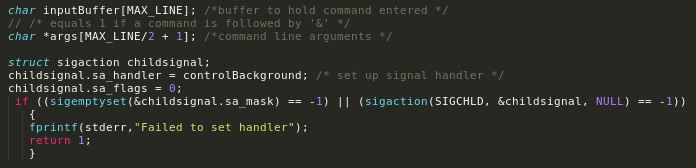 char inputBuffer[MAX_LINE]; /*buffer to hold command entered */
// /* equals 1 if a command is followed by '&' */
char *args[MAX_LINE/2 + 1]; /*command line arguments */
struct sigaction childsignal;
childsignal.sa_handler = controlBackground; /* set up signal handler */
childsignal.sa_flags = 0;
if ((sigemptyset(&childsignal.sa_mask) == -1) || (sigaction(SIGCHLD, &childsignal, NULL) == -1))
{
fprintf(stderr,"Failed to set handler");
return 1;
}